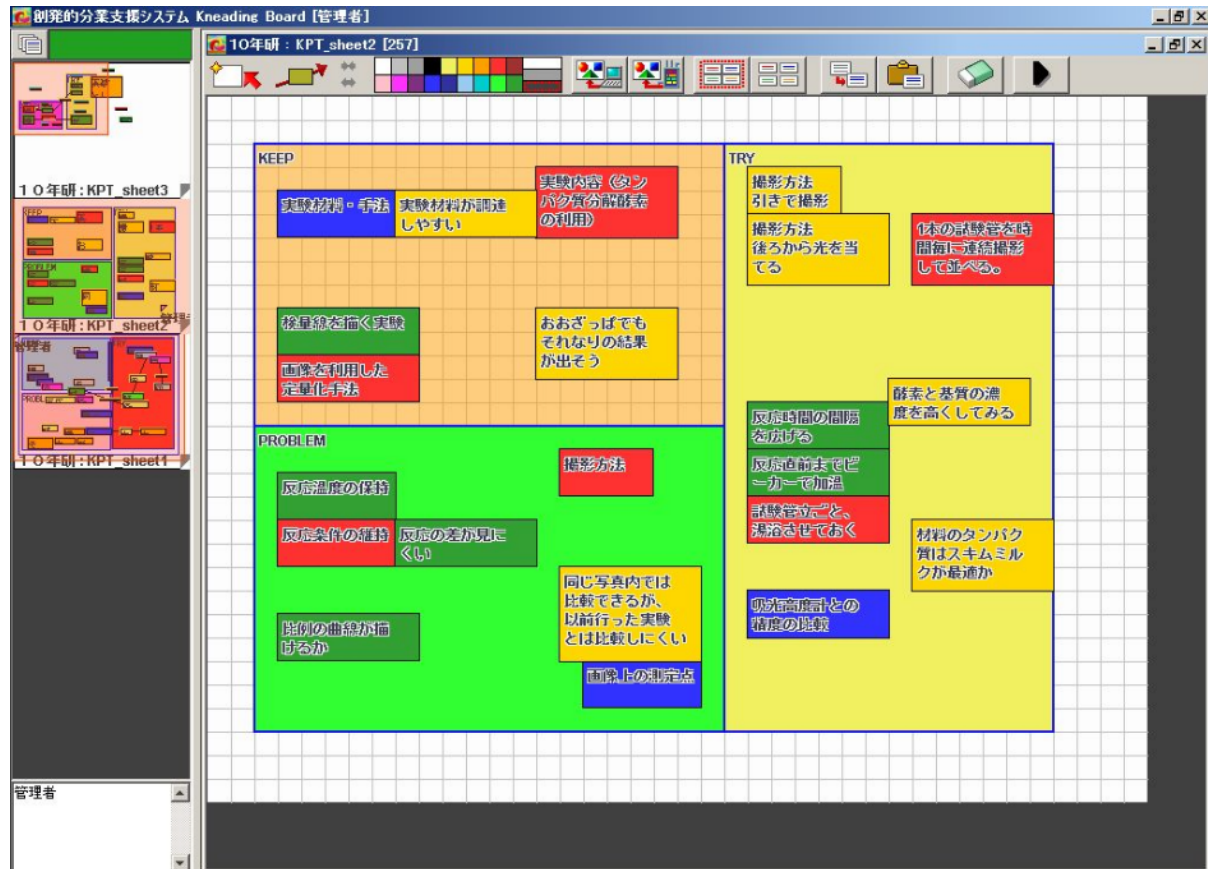 創発的分業支援システム Kneading Board [管理者]
10年研：KPT_sheet2 [257]
１０年研：KPT_sheet3
１０年研：KPT_sheet2
管理者
１０年研：KPT_sheet1
管理者
KEEP
実験材料・手法
実験材料が調達
しやすい
実験内容（タン
パク質分解酵素
の利用）
検量線を描く実験
画像を利用した
定量化手法
おおざっぱでも
それなりの結果
が出そう
PROBLEM
反応温度の保持
反応条件の維持
反応の差が見に
くい
比例の曲線が描
けるか
撮影方法
同じ写真内では
比較できるが、
以前行った実験
とは比較しにくい
画像上の測定点
TRY
撮影方法
引きで撮影
撮影方法
後ろから光を当
てる
1本の試験管を時
間毎に連続撮影
して並べる。
酵素と基質の濃
度を高くしてみる
反応時間の間隔
を広げる
反応直前までビ
ーカーで加温
試験管立ごと、
湯浴させておく
材料のタンパク
質はスキムミル
クが最適か
吸光高度計との
精度の比較